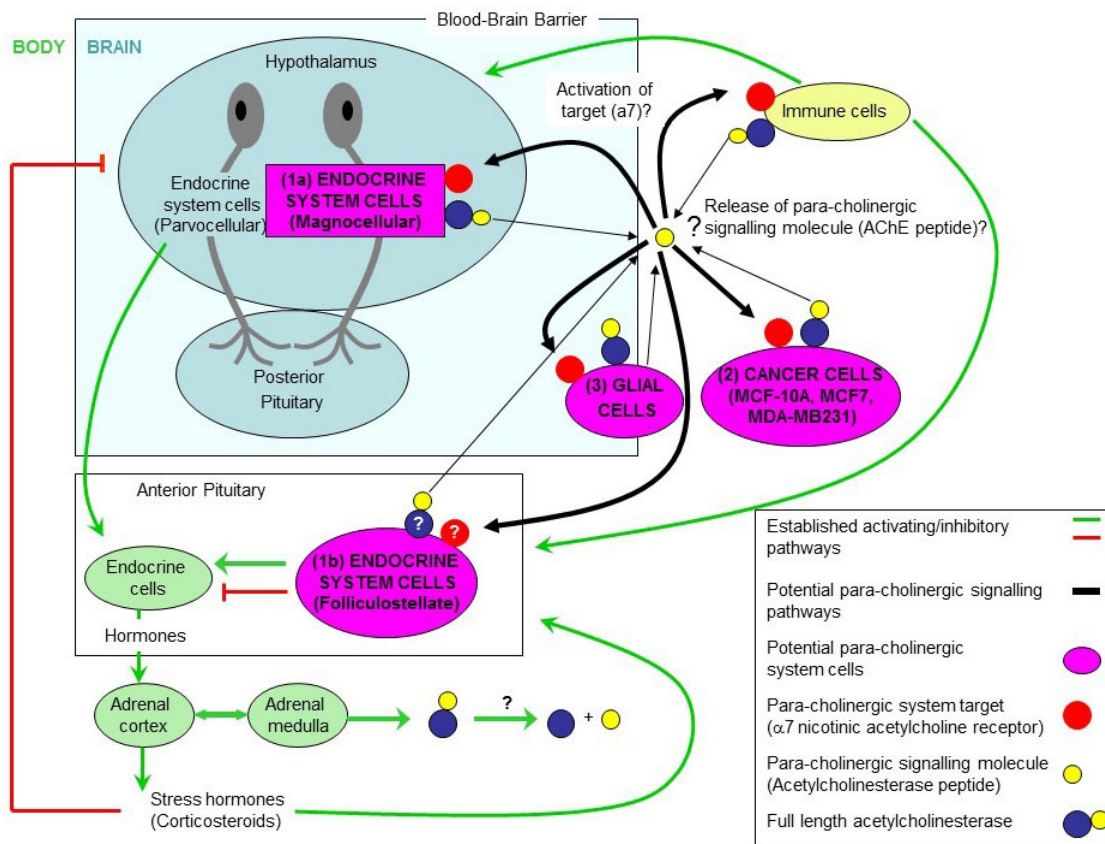 Blood-Brain Barrier
BODY
BRAIN
Hypothalamus
Activation of
target (a7)?
Immune cells
Endocrine
system cells
(Parvocellular)
(1a) ENDOCRINE
SYSTEM CELLS
(Magnocellular)
? Release of para-cholinergic
signalling molecule (AChE peptide)?
Posterior
Pituitary
(3) GLIAL
CELLS
(2) CANCER CELLS
(MCF-10A, MCF7,
MDA-MB231)
Anterior Pituitary
?
?
Endocrine
cells
(1b) ENDOCRINE
SYSTEM CELLS
(Folliculostellate)
Hormones
Adrenal
cortex
Adrenal
medulla
?
+
Stress hormones
(Corticosteroids)
Established activating/inhibitory
pathways
Potential para-cholinergic signalling
pathways
Potential para-cholinergic
system cells
Para-cholinergic system target
(α7 nicotinic acetylcholine receptor)
Para-cholinergic signalling molecule
(Acetylcholinesterase peptide)
Full length acetylcholinesterase